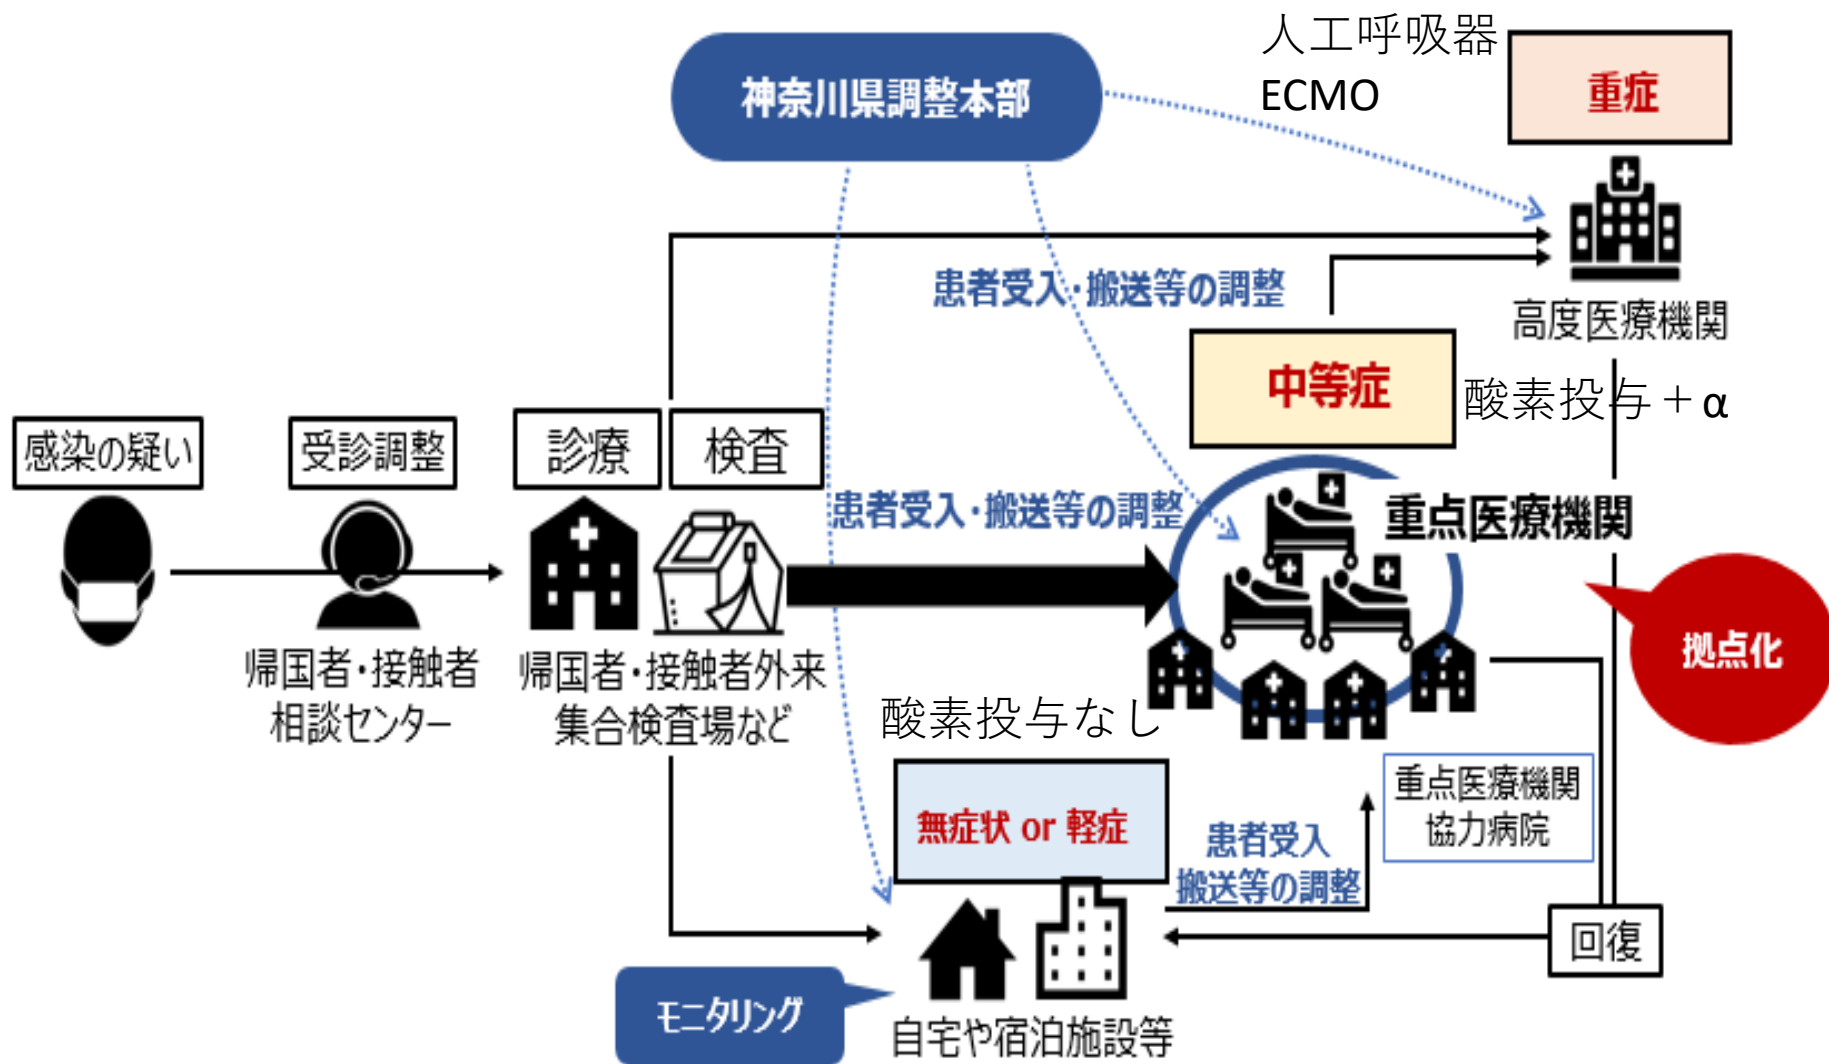 人工呼吸器
ECMO
重症
神奈川県調整本部
高度医療機関
患者受入・搬送等の調整
中等症
酸素投与＋α
感染の疑い
受診調整
診療
検査
患者受入・搬送等の調整
重点医療機関
拠点化
帰国者・接触者
相談センター
帰国者・接触者外来
集合検査場など
酸素投与なし
無症状 or 軽症
患者受入
搬送等の調整
重点医療機関
協力病院
回復
モニタリング
自宅や宿泊施設等